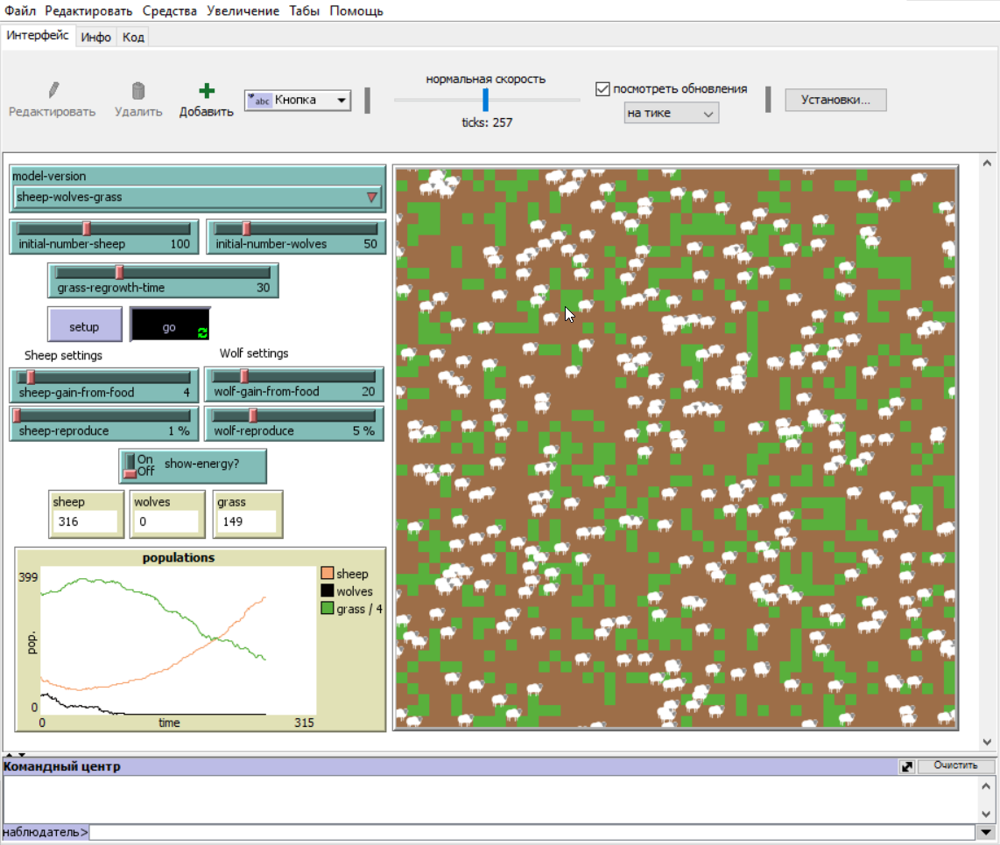 Файл Редактировать Средства Увеличение Табы Помощь
Интерфейс Инфо Код
нормальная скорость
Редактировать Удалить Добавить abc Кнопка
посмотреть обновления
на тике
Установки...
ticks: 257
model-version
sheep-wolves-grass
initial-number-sheep 100
initial-number-wolves 50
grass-regrowth-time 30
setup go
Sheep settings Wolf settings
sheep-gain-from-food 4
wolf-gain-from-food 20
sheep-reproduce 1 %
wolf-reproduce 5 %
On
Off
show-energy?
sheep wolves grass
316 0 149
populations
399
pop.
0
0 time 315
sheep
wolves
grass / 4
Командный центр Очистить
наблюдатель>